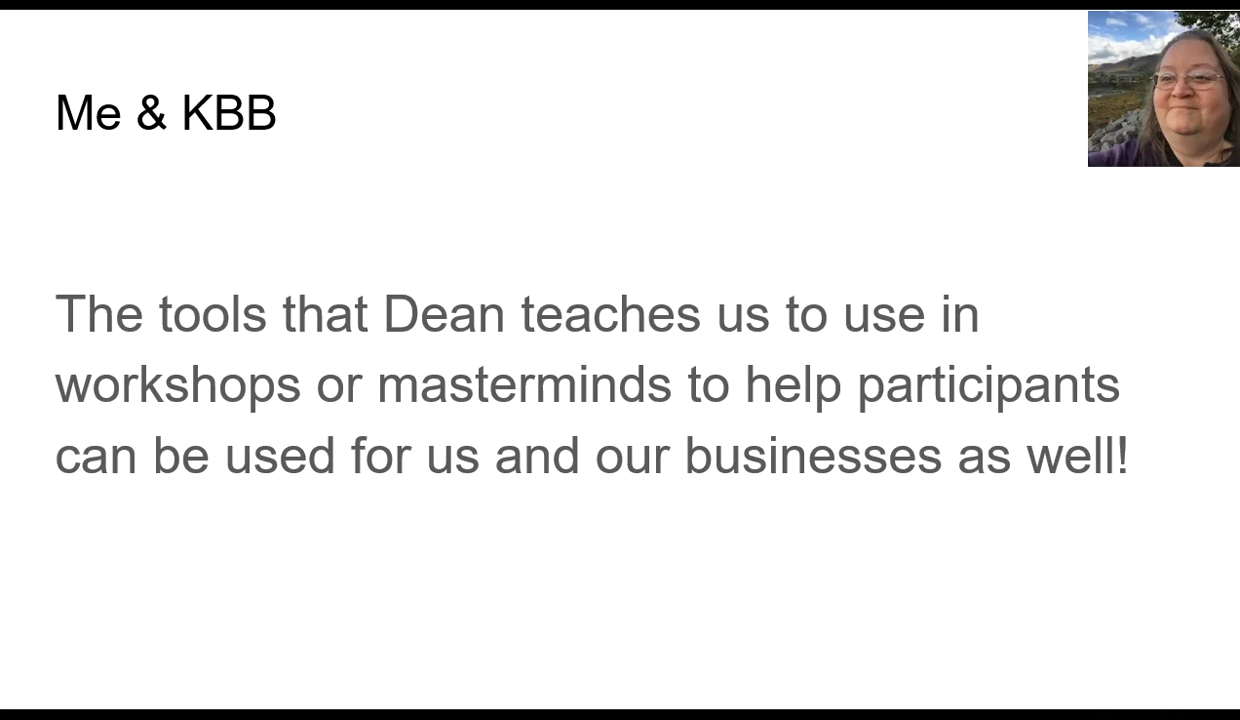 Me & KBB
The tools that Dean teaches us to use in
workshops or masterminds to help participants
can be used for us and our businesses as well!